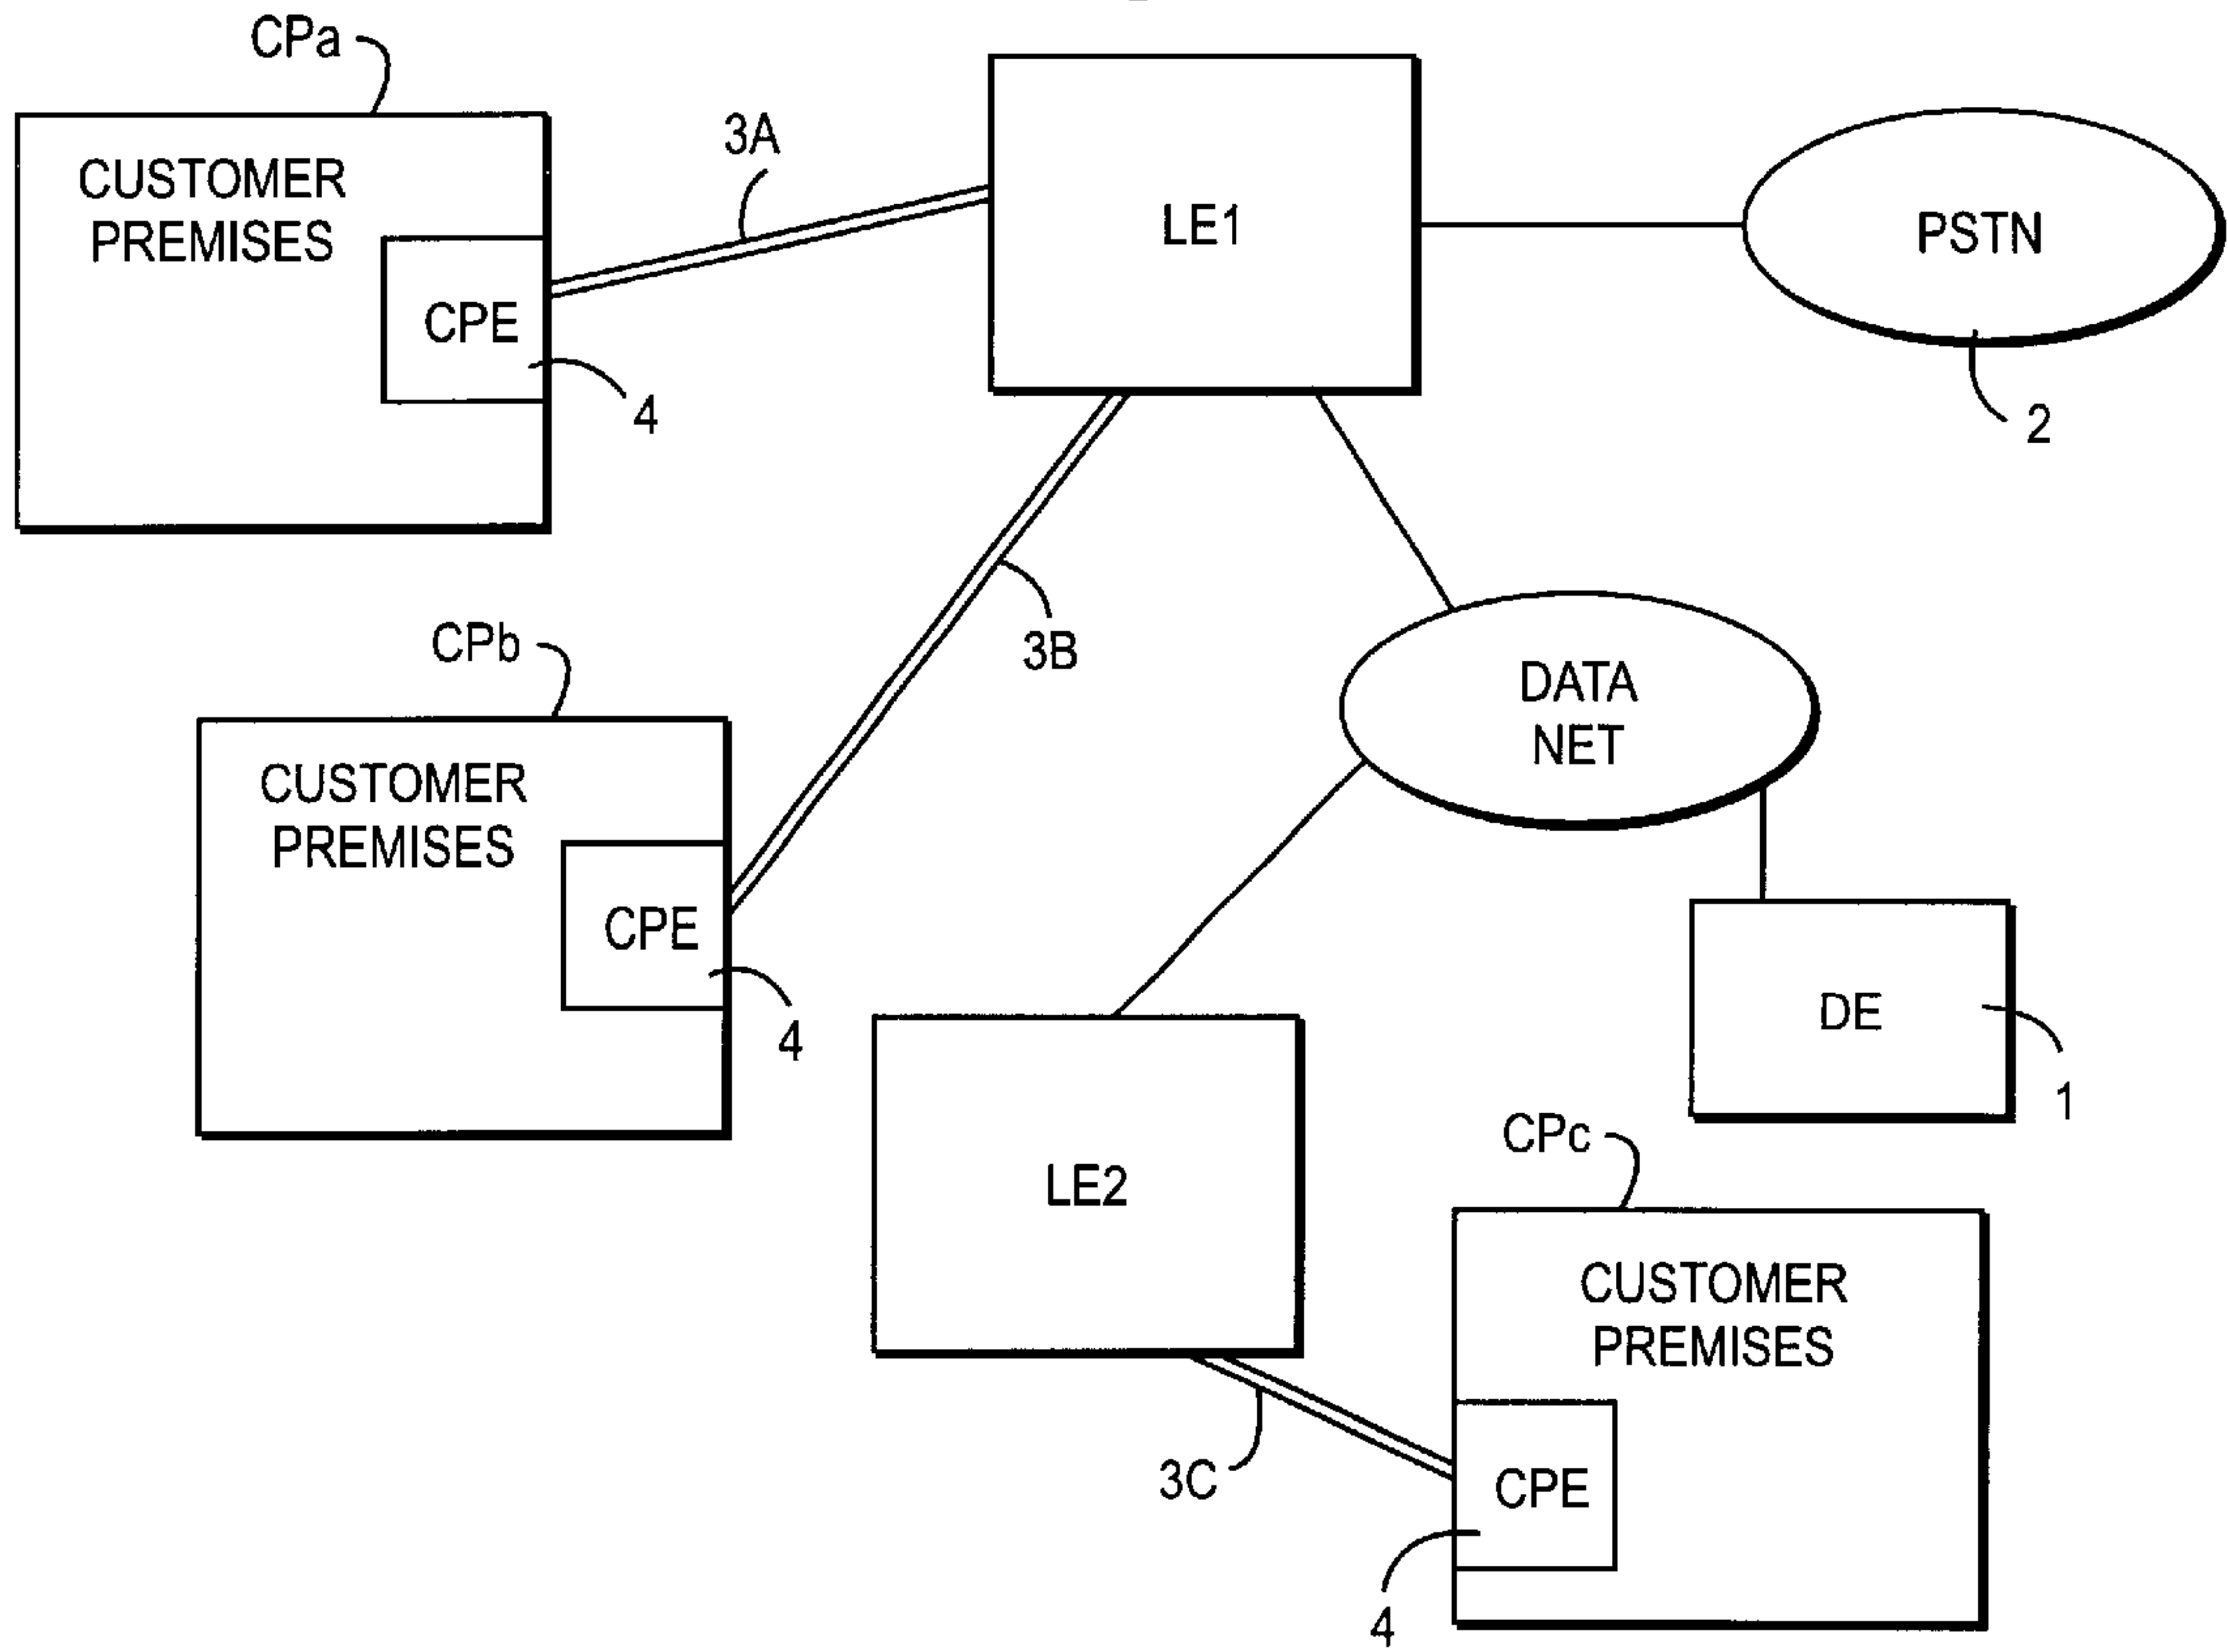 CPa
CUSTOMER
PREMISES
CPE
4
3A
LE1
PSTN
2
3B
CPb
CUSTOMER
PREMISES
CPE
4
DATA
NET
DE
1
LE2
3C
CPc
CUSTOMER
PREMISES
CPE
4